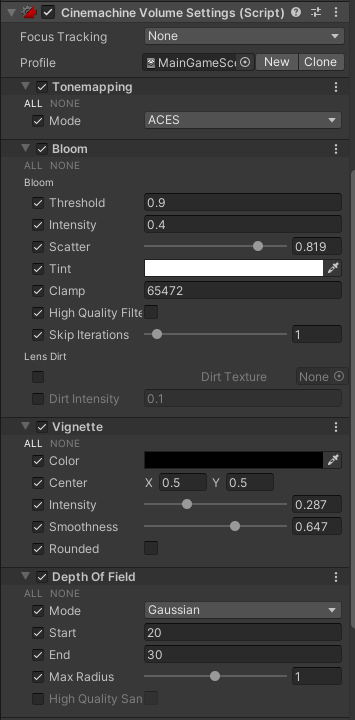 Cinemachine Volume Settings (Script)
Focus Tracking None
Profile MainGameSce New Clone
Tonemapping
ALL NONE
Mode ACES
Bloom
ALL NONE
Bloom
Threshold 0.9
Intensity 0.4
Scatter 0.819
Tint
Clamp 65472
High Quality Filte
Skip Iterations 1
Lens Dirt
Dirt Texture None
Dirt Intensity 0.1
Vignette
ALL NONE
Color
Center X 0.5 Y 0.5
Intensity 0.287
Smoothness 0.647
Rounded
Depth Of Field
ALL NONE
Mode Gaussian
Start 20
End 30
Max Radius 1
High Quality Sam